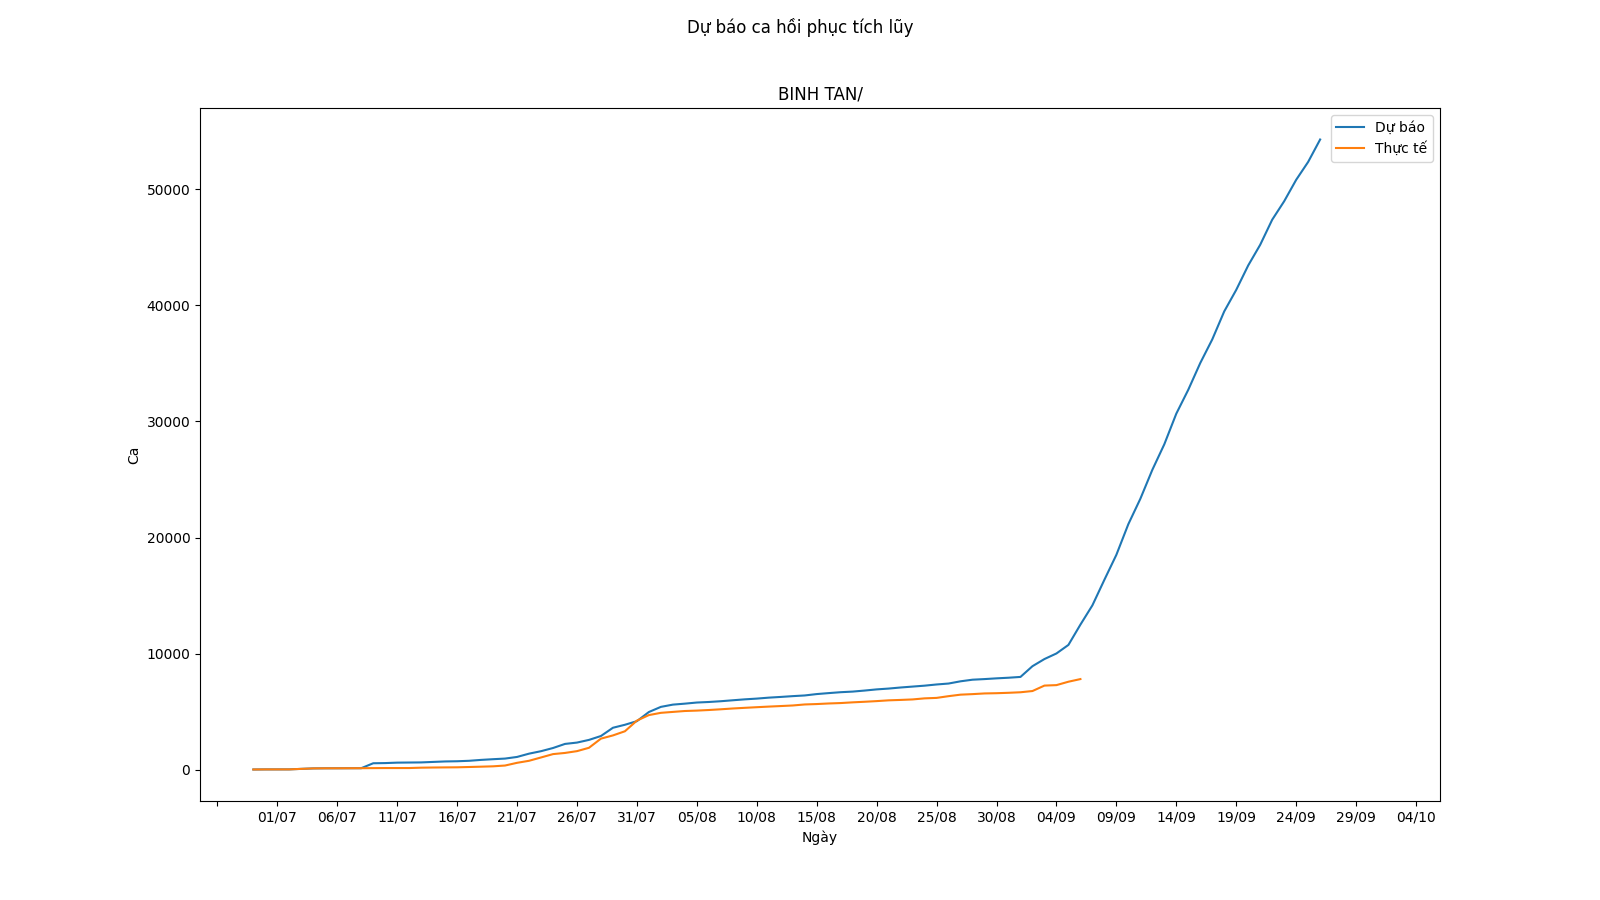 Dự báo ca hồi phục tích lũy
BINH TAN/
Dự báo
Thực tế
50000
40000
30000
20000
10000
0
Ca
01/07 06/07 11/07 16/07 21/07 26/07 31/07 05/08 10/08 15/08 20/08 25/08 30/08 04/09 09/09 14/09 19/09 24/09 29/09 04/10
Ngày